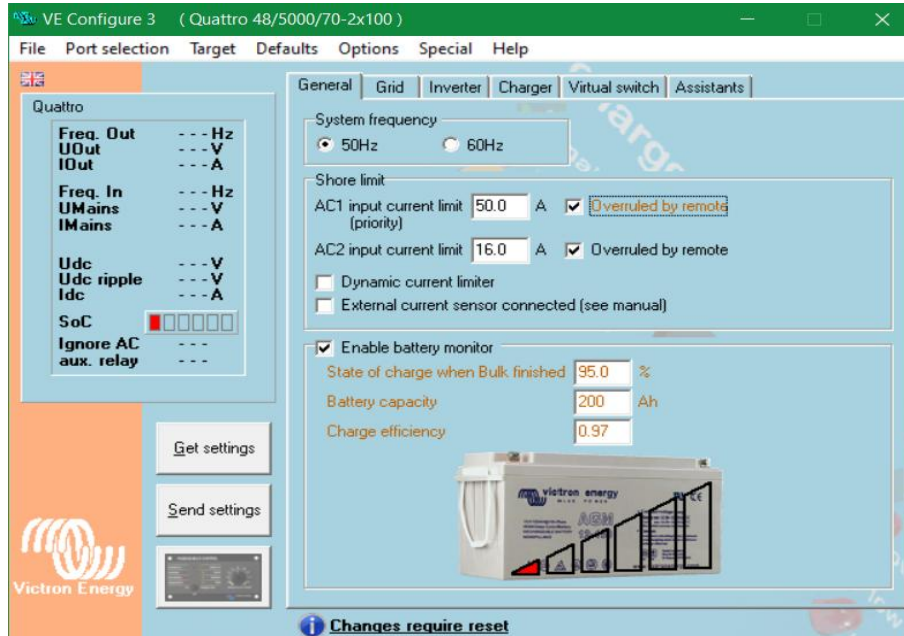 VE Configure 3 ( Quattro 48/5000/70-2x100 )
File Port selection Target Defaults Options Special Help
General Grid Inverter Charger Virtual switch Assistants
Quattro
Freq. Out - - - Hz
UOut - - - V
IOut - - - A
Freq. In - - - Hz
UMains - - - V
IMains - - - A
Udc - - - V
Udc ripple - - - V
Idc - - - A
SoC
Ignore AC - - -
aux. relay - - -
Get settings
Send settings
Victron Energy
System frequency
50Hz 60Hz
Shore limit
AC1 input current limit 50.0 A Overruled by remote
(priority)
AC2 input current limit 16.0 A Overruled by remote
Dynamic current limiter
External current sensor connected (see manual)
Enable battery monitor
State of charge when Bulk finished 95.0 %
Battery capacity 200 Ah
Charge efficiency 0.97
victron energy
BLUE POWER
AGM
Changes require reset